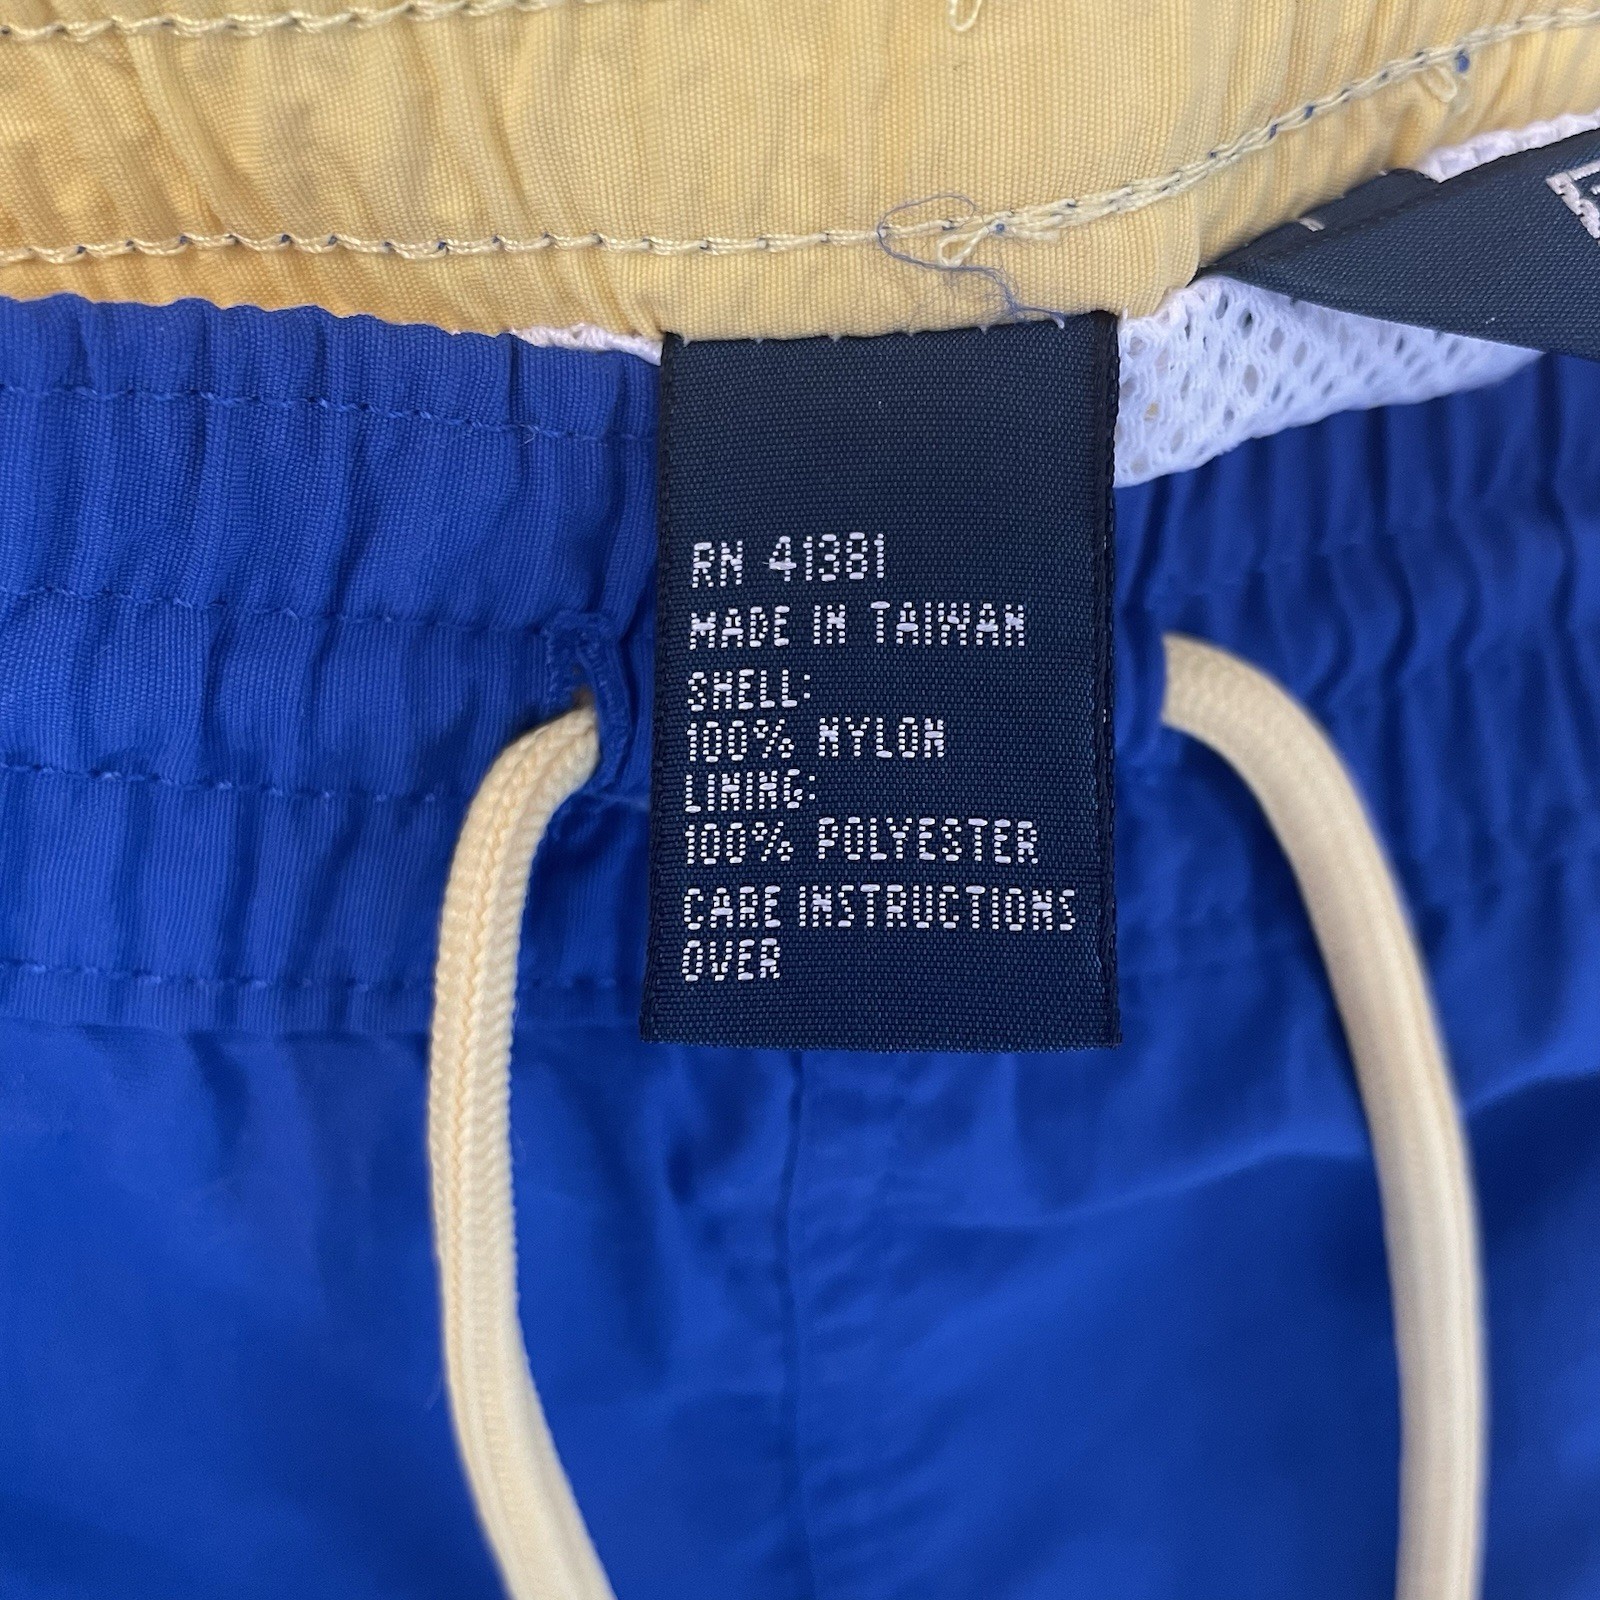 RN 41381
MADE IN TAIWAN
SHELL:
100% NYLON
LINING:
100% POLYESTER
CARE INSTRUCTIONS
OVER